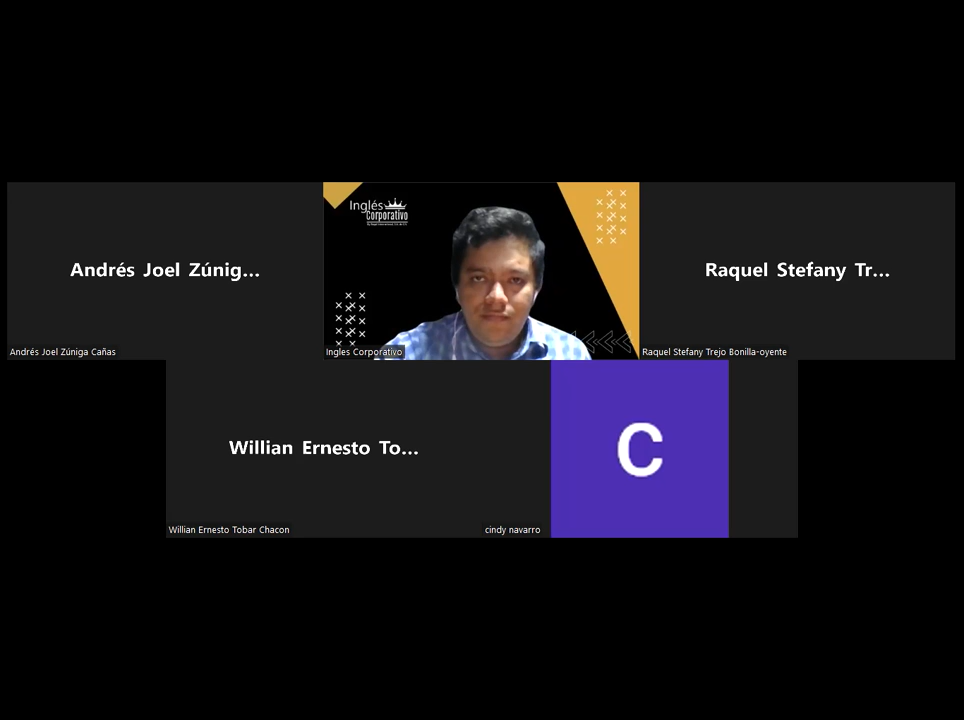 Andrés Joel Zúnig...
Andrés Joel Zúniga Cañas
Inglés
Corporativo
Ingles Corporativo
Raquel Stefany Tr...
Raquel Stefany Trejo Bonilla-oyente
Willian Ernesto To...
Willian Ernesto Tobar Chacon
C
cindy navarro